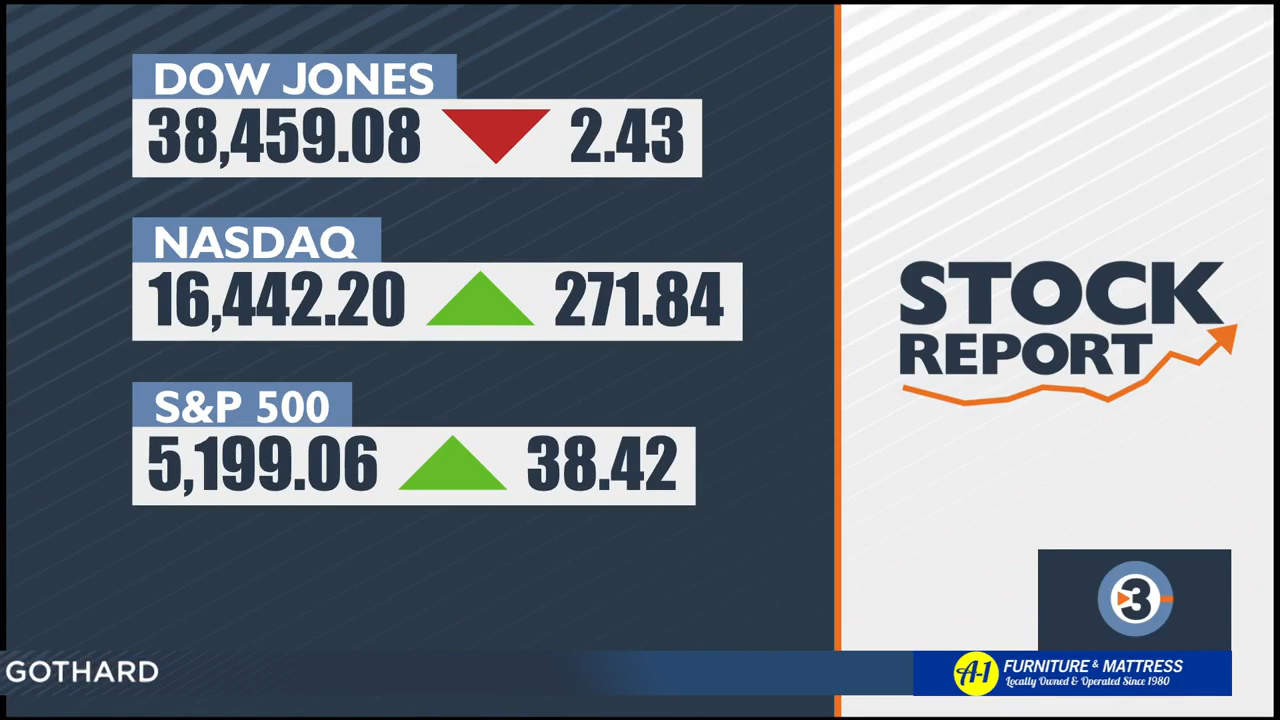 DOW JONES
38,459.08 2.43
NASDAQ
16,442.20 271.84
S&P 500
5,199.06 38.42
STOCK
REPORT
3
GOTHARD
A-1
FURNITURE & MATTRESS
Locally Owned & Operated Since 1980